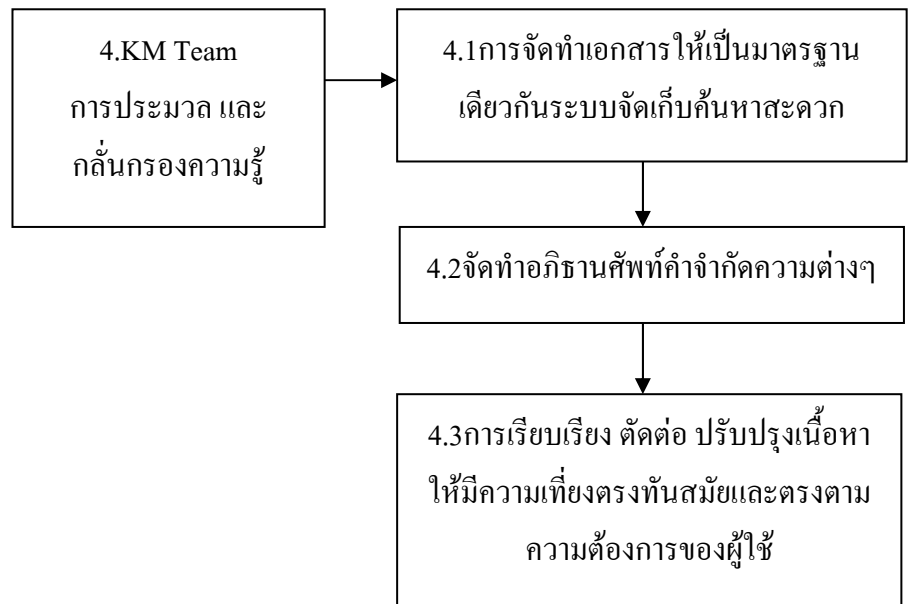 4.KM Team
การประมวล และ
กลั่นกรองความรู้
4.1การจัดทำเอกสารให้เป็นมาตรฐาน
เดียวกันระบบจัดเก็บค้นหาสะดวก
4.2จัดทำอภิธานศัพท์คำจำกัดความต่างๆ
4.3การเรียบเรียง ตัดต่อ ปรับปรุงเนื้อหา
ให้มีความเที่ยงตรงทันสมัยและตรงตาม
ความต้องการของผู้ใช้